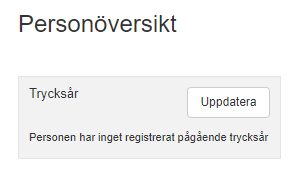 Personöversikt
Trycksår
Uppdatera
Personen har inget registrerat pågående trycksår